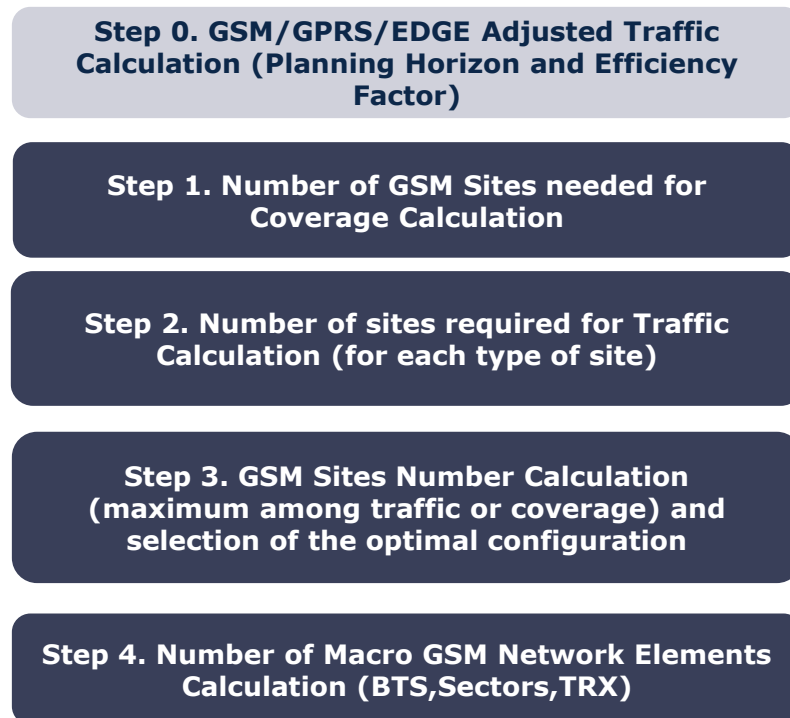 Step 0. GSM/GPRS/EDGE Adjusted Traffic
Calculation (Planning Horizon and Efficiency
Factor)
Step 1. Number of GSM Sites needed for
Coverage Calculation
Step 2. Number of sites required for Traffic
Calculation (for each type of site)
Step 3. GSM Sites Number Calculation
(maximum among traffic or coverage) and
selection of the optimal configuration
Step 4. Number of Macro GSM Network Elements
Calculation (BTS,Sectors,TRX)